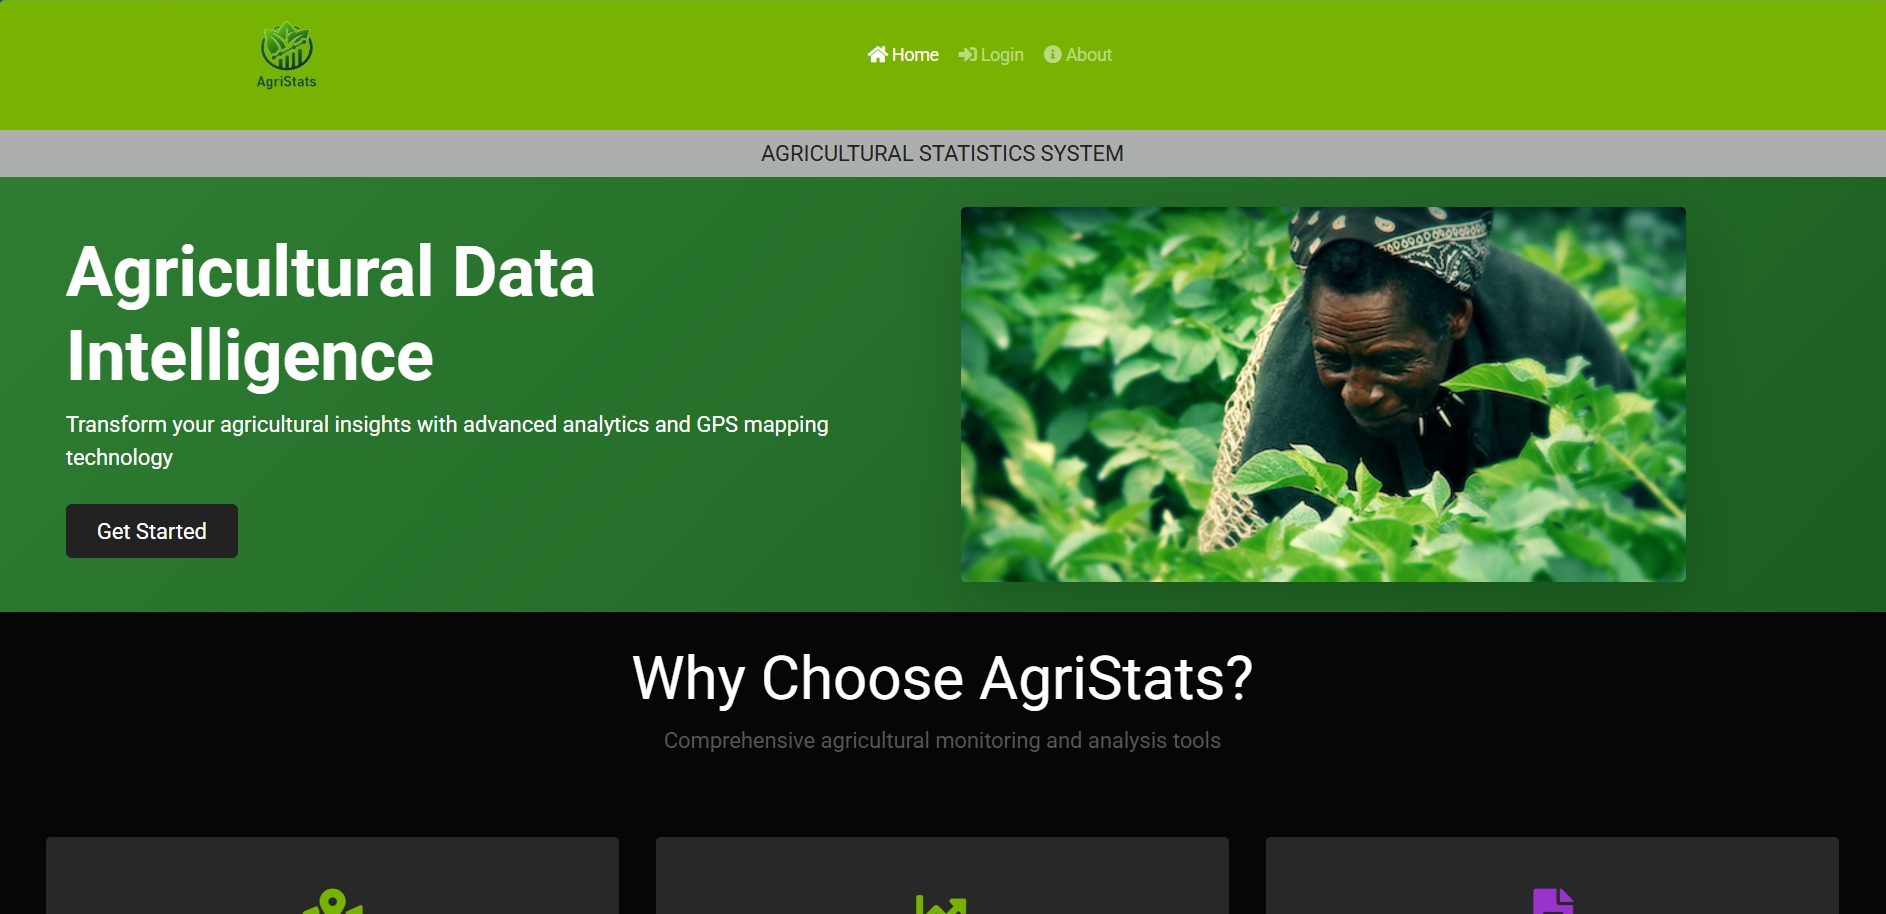 AgriStats
Home
Login
About
AGRICULTURAL STATISTICS SYSTEM
Agricultural Data
Intelligence
Transform your agricultural insights with advanced analytics and GPS mapping
technology
Get Started
Why Choose AgriStats?
Comprehensive agricultural monitoring and analysis tools